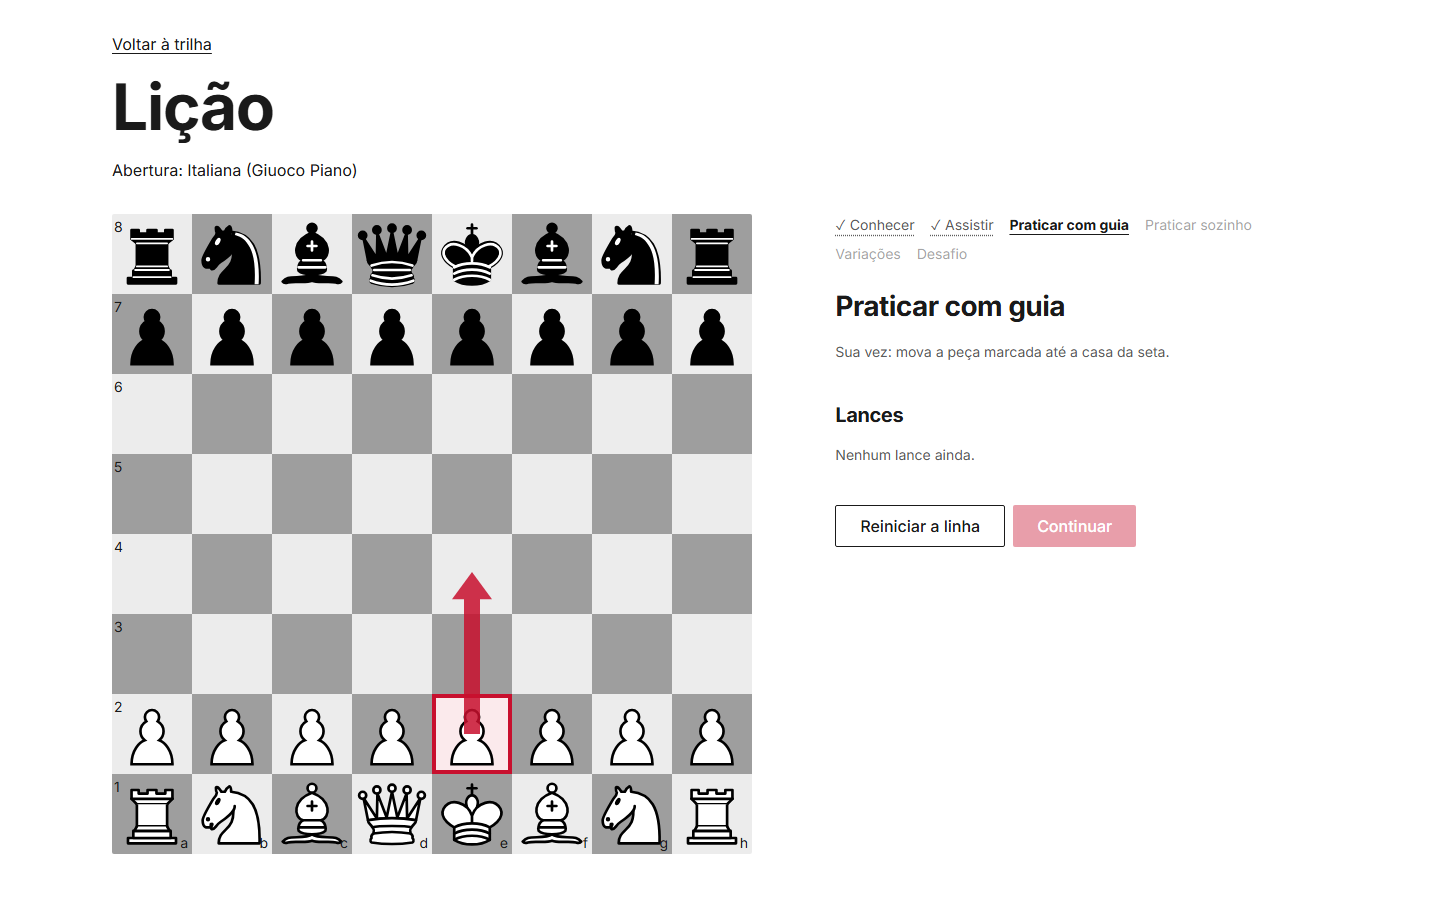 Voltar à trilha
Lição
Abertura: Italiana (Giuoco Piano)
8
7
6
5
4
3
2
1
a b c d e f g h
✓ Conhecer ✓ Assistir Praticar com guia Praticar sozinho
Variações Desafio
Praticar com guia
Sua vez: mova a peça marcada até a casa da seta.
Lances
Nenhum lance ainda.
Reiniciar a linha Continuar